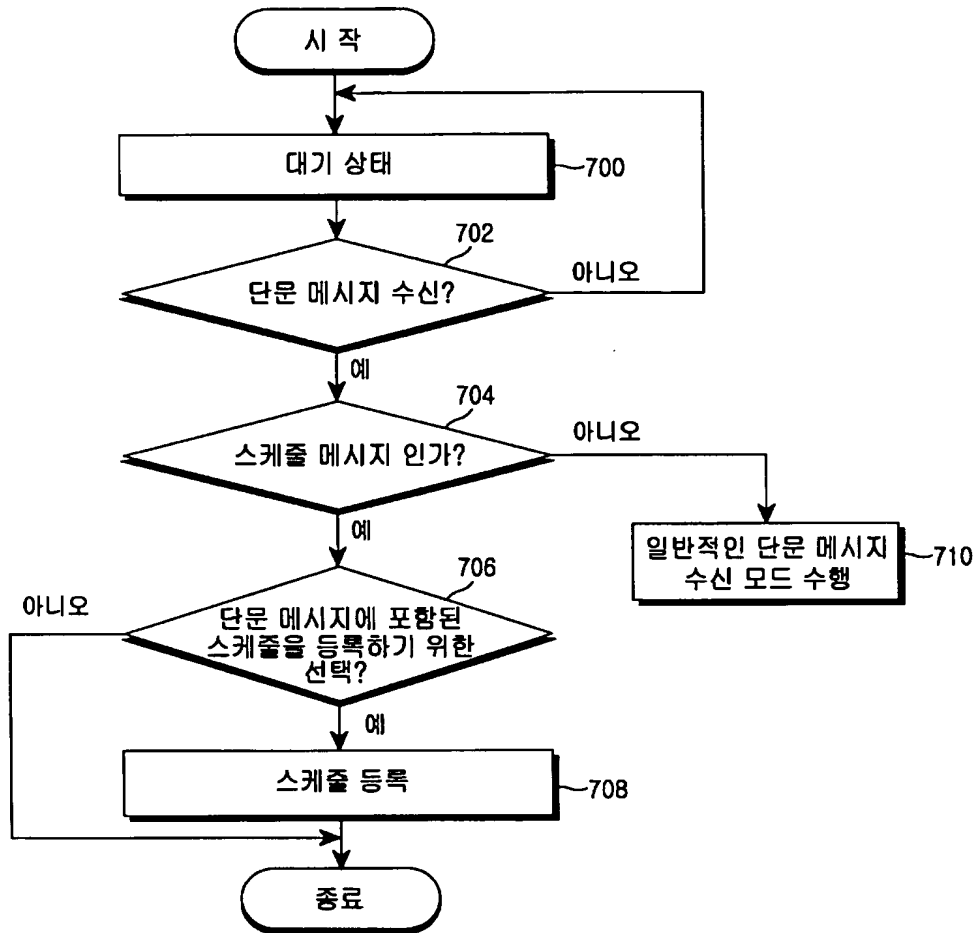 시 작
대기 상태
700
702
단문 메시지 수신?
아니오
예
704
스케줄 메시지 인가?
아니오
예
일반적인 단문 메시지
수신 모드 수행
710
706
아니오
단문 메시지에 포함된
스케줄을 등록하기 위한
선택?
예
스케줄 등록
708
종료